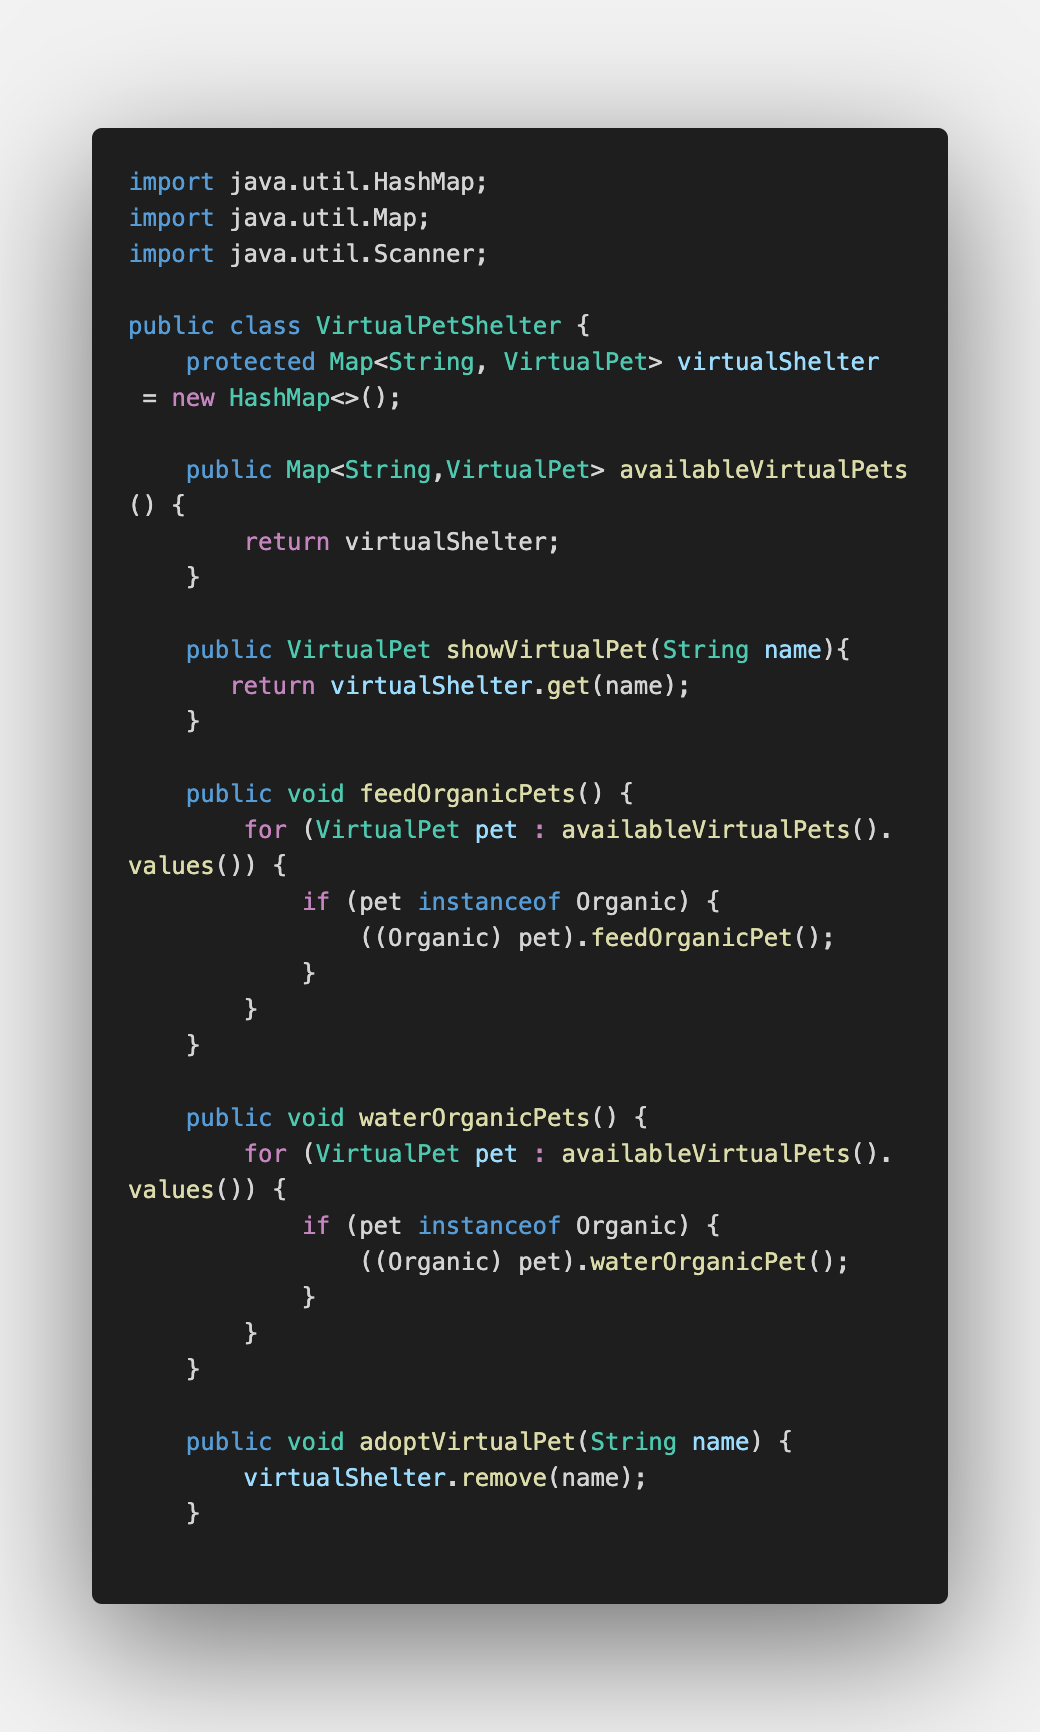 import java.util.HashMap;
import java.util.Map;
import java.util.Scanner;

public class VirtualPetShelter {
    protected Map<String, VirtualPet> virtualShelter
 = new HashMap<>();

    public Map<String,VirtualPet> availableVirtualPets
() {
        return virtualShelter;
    }

    public VirtualPet showVirtualPet(String name){
       return virtualShelter.get(name);
    }

    public void feedOrganicPets() {
        for (VirtualPet pet : availableVirtualPets().
values()) {
            if (pet instanceof Organic) {
                ((Organic) pet).feedOrganicPet();
            }
        }
    }

    public void waterOrganicPets() {
        for (VirtualPet pet : availableVirtualPets().
values()) {
            if (pet instanceof Organic) {
                ((Organic) pet).waterOrganicPet();
            }
        }
    }

    public void adoptVirtualPet(String name) {
        virtualShelter.remove(name);
    }